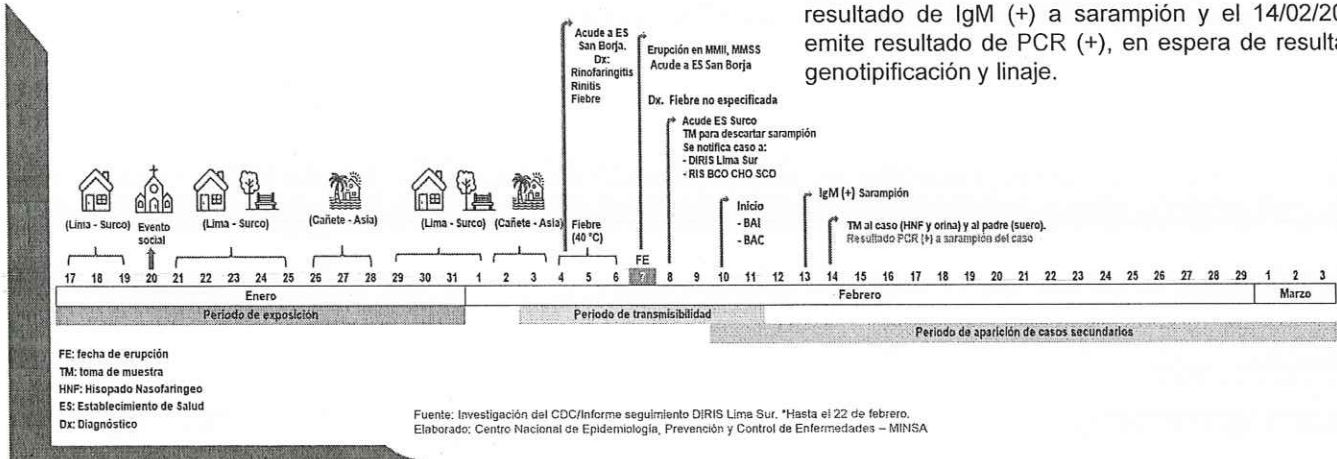 resultado de IgM (+) a sarampión y el 14/02/20
emite resultado de PCR (+), en espera de resulta
genotipificación y linaje.
Acude a ES
San Borja.
Dx:
Rinofaringitis
Rinitis
Fiebre
Erupción en MMII, MMSS
Acude a ES San Borja
Dx. Fiebre no especificada
Acude ES Surco
TM para descartar sarampión
Se notifica caso a:
- DIRIS Lima Sur
- RIS BCO CHO SCO
(Lima - Surco)
Evento
social
(Lima - Surco)
(Cañete - Asia)
(Lima - Surco)
(Cañete - Asia)
Fiebre
(40 °C)
Inicio
- BAI
- BAC
IgM (+) Sarampión
TM al caso (HNF y orina) y al padre (suero).
Resultado PCR (+) a sarampión del caso
FE
17 18 19 20 21 22 23 24 25 26 27 28 29 30 31 1 2 3 4 5 6 7 8 9 10 11 12 13 14 15 16 17 18 19 20 21 22 23 24 25 26 27 28 29 1 2 3
Enero Febrero Marzo
Periodo de exposición
Periodo de transmisibilidad
Periodo de aparición de casos secundarios
FE: fecha de erupción
TM: toma de muestra
HNF: Hisopado Nasofaríngeo
ES: Establecimiento de Salud
Dx: Diagnóstico
Fuente: Investigación del CDC/Informe seguimiento DIRIS Lima Sur. *Hasta el 22 de febrero.
Elaborado: Centro Nacional de Epidemiología, Prevención y Control de Enfermedades – MINSA